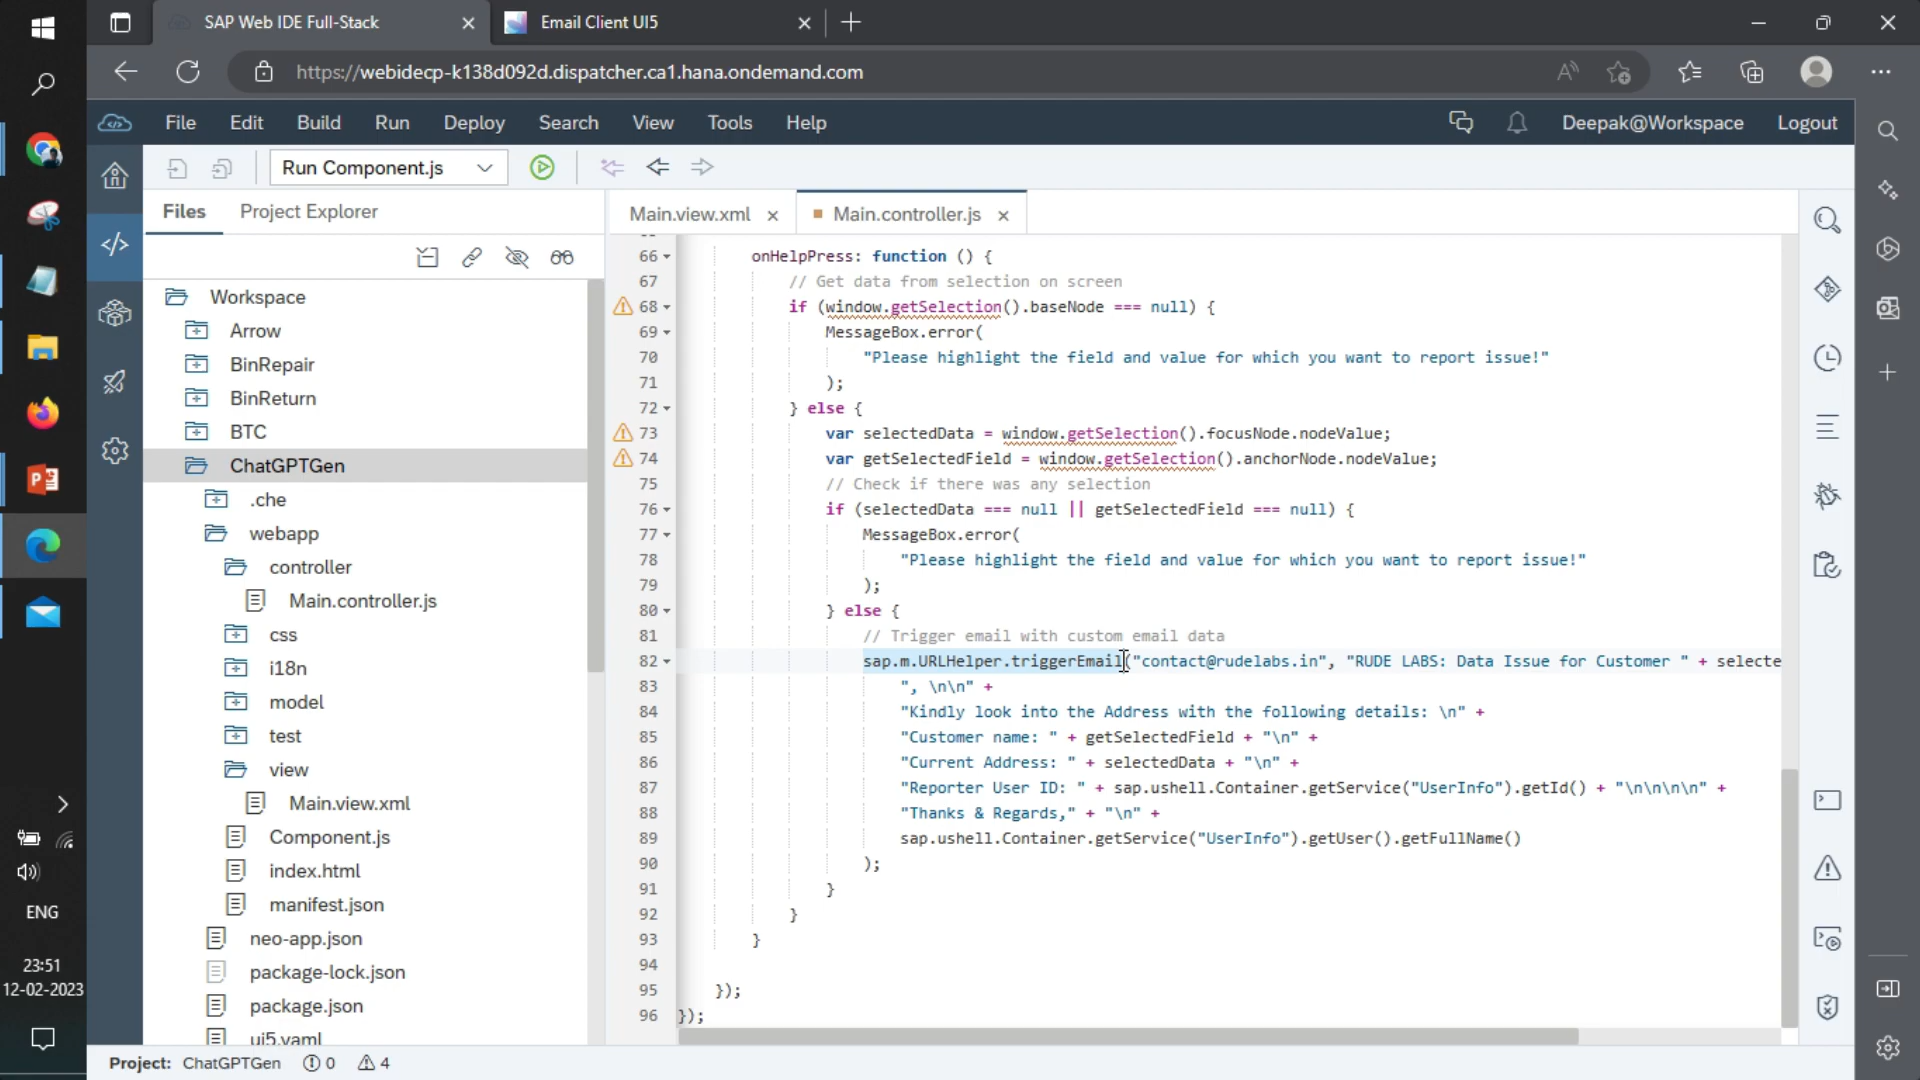 SAP Web IDE Full-Stack
Email Client UI5
https://webidecp-k138d092d.dispatcher.ca1.hana.ondemand.com
File Edit Build Run Deploy Search View Tools Help
Deepak@Workspace Logout
Run Component.js
Files Project Explorer
Main.view.xml
Main.controller.js
Workspace
Arrow
BinRepair
BinReturn
BTC
ChatGPTGen
.che
webapp
controller
Main.controller.js
css
i18n
model
test
view
Main.view.xml
Component.js
index.html
manifest.json
neo-app.json
package-lock.json
package.json
ui5.yaml
66 onHelpPress: function () {
67 // Get data from selection on screen
68 if (window.getSelection().baseNode === null) {
69 MessageBox.error(
70 "Please highlight the field and value for which you want to report issue!"
71 );
72 } else {
73 var selectedData = window.getSelection().focusNode.nodeValue;
74 var getSelectedField = window.getSelection().anchorNode.nodeValue;
75 // Check if there was any selection
76 if (selectedData === null || getSelectedField === null) {
77 MessageBox.error(
78 "Please highlight the field and value for which you want to report issue!"
79 );
80 } else {
81 // Trigger email with custom email data
82 sap.m.URLHelper.triggerEmail("contact@rudelabs.in", "RUDE LABS: Data Issue for Customer " + selecte
83 ", \n\n" +
84 "Kindly look into the Address with the following details: \n" +
85 "Customer name: " + getSelectedField + "\n" +
86 "Current Address: " + selectedData + "\n" +
87 "Reporter User ID: " + sap.ushell.Container.getService("UserInfo").getId() + "\n\n\n\n" +
88 "Thanks & Regards," + "\n" +
89 sap.ushell.Container.getService("UserInfo").getUser().getFullName()
90 );
91 }
92 }
93 }
94
95 });
96 });
ENG
23:51
12-02-2023
Project: ChatGPTGen 0 4